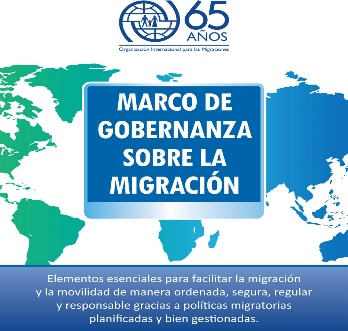 65
AÑOS
Organización Internacional para las Migraciones
MARCO DE
GOBERNANZA
SOBRE LA
MIGRACIÓN
Elementos esenciales para facilitar la migración
y la movilidad de manera ordenada, segura, regular
y responsable gracias a políticas migratorias
planificadas y bien gestionadas.